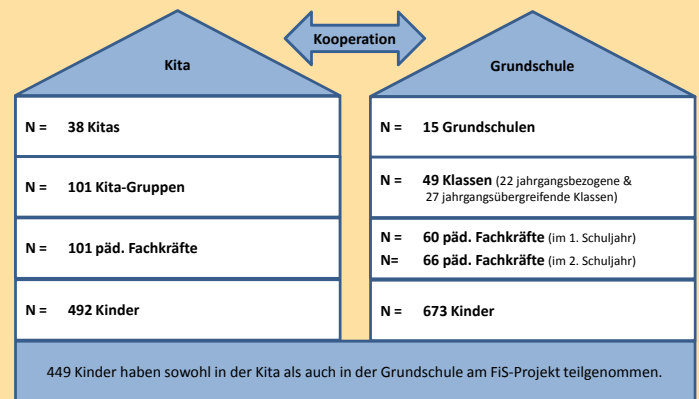 Kooperation
Kita
N = 38 Kitas
N = 101 Kita-Gruppen
N = 101 päd. Fachkräfte
N = 492 Kinder
Grundschule
N = 15 Grundschulen
N = 49 Klassen (22 jahrgangsbezogene &
27 jahrgangsübergreifende Klassen)
N = 60 päd. Fachkräfte (im 1. Schuljahr)
N= 66 päd. Fachkräfte (im 2. Schuljahr)
N = 673 Kinder
449 Kinder haben sowohl in der Kita als auch in der Grundschule am FiS-Projekt teilgenommen.